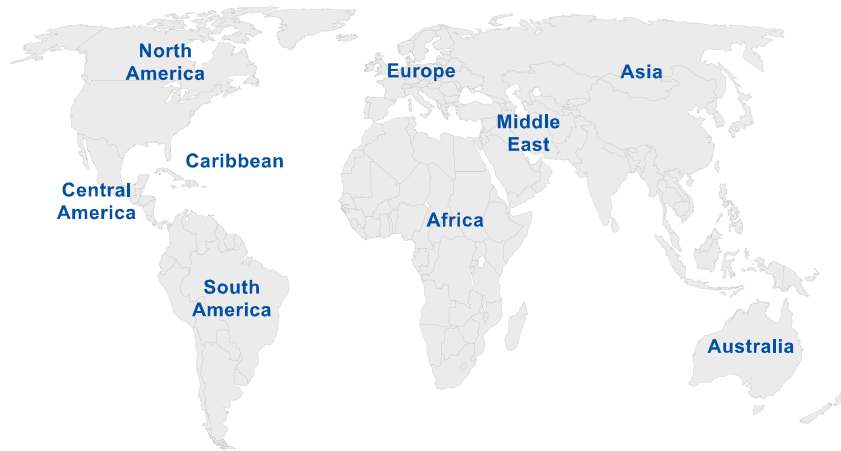 North
America
Europe
Asia
Middle
East
Caribbean
Central
America
Africa
South
America
Australia